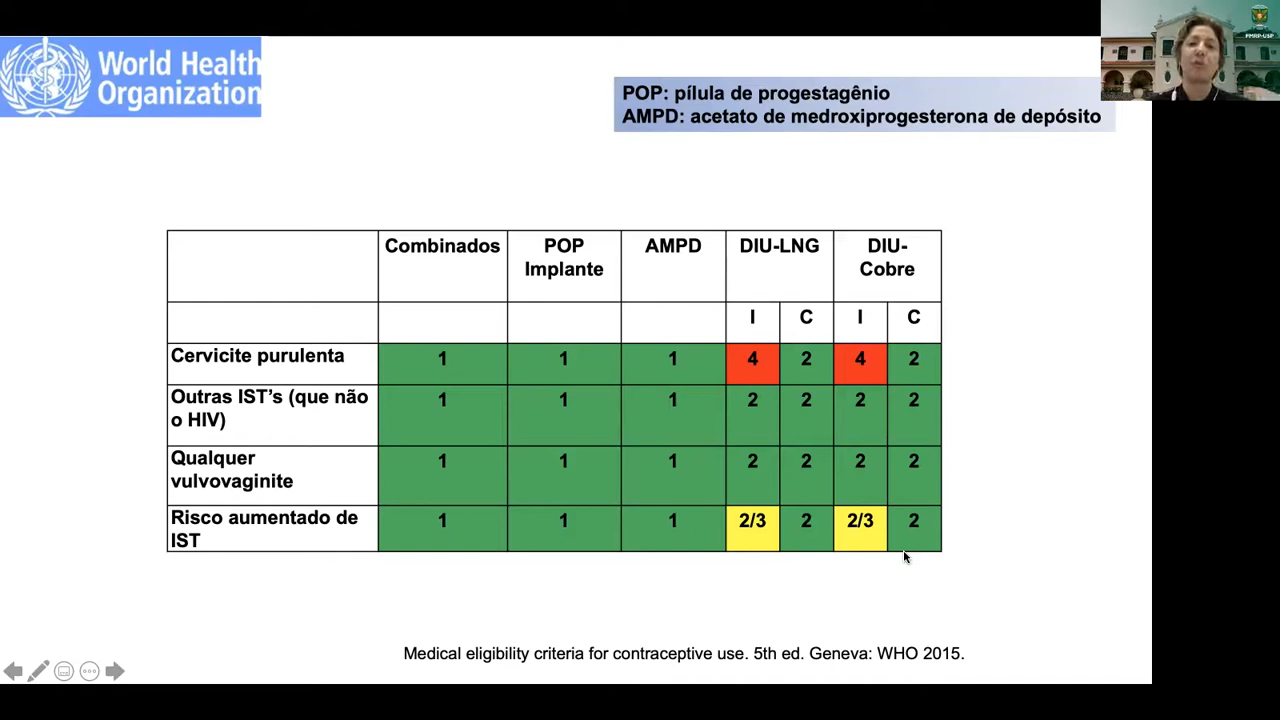 World Health
Organization
FMRP-USP
POP: pílula de progestagênio
AMPD: acetato de medroxiprogesterona de depósito
Combinados
POP
Implante
AMPD
DIU-LNG
DIU-
Cobre
I
C
I
C
Cervicite purulenta
1
1
1
4
2
4
2
Outras IST’s (que não
o HIV)
1
1
1
2
2
2
2
Qualquer
vulvovaginite
1
1
1
2
2
2
2
Risco aumentado de
IST
1
1
1
2/3
2
2/3
2
Medical eligibility criteria for contraceptive use. 5th ed. Geneva: WHO 2015.